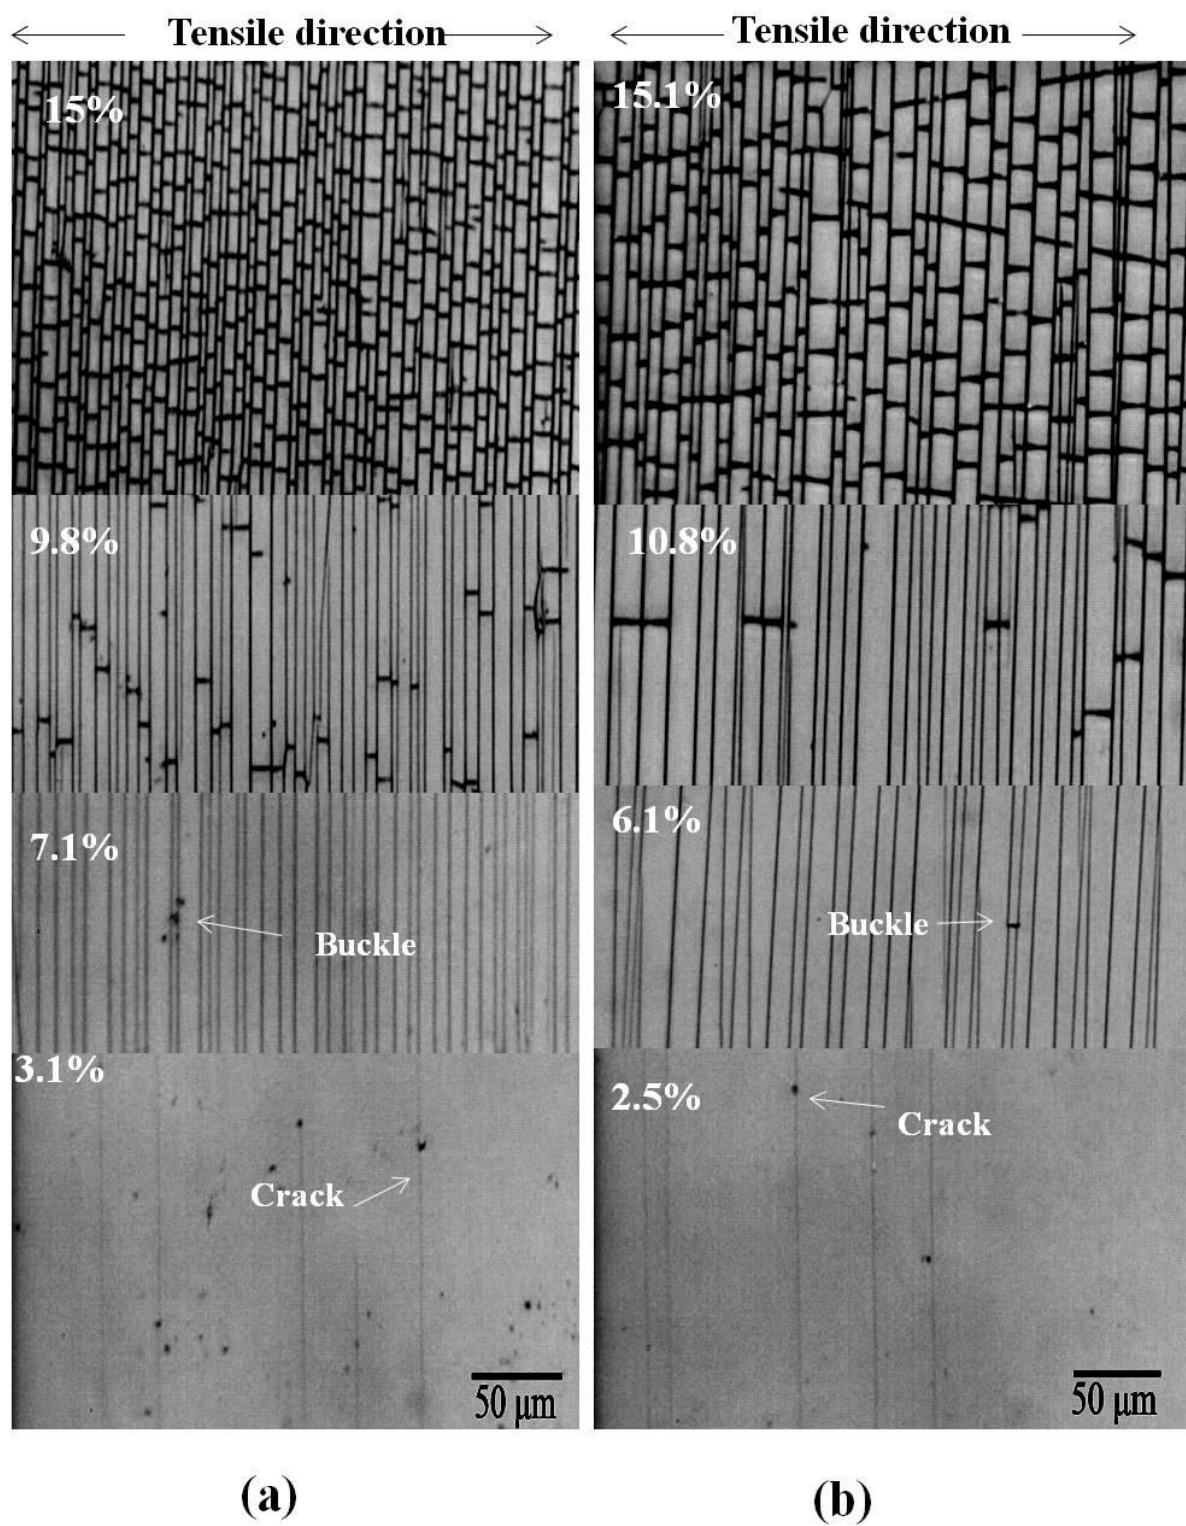 Tensile direction
Tensile direction
15%
15.1%
9.8%
10.8%
7.1%
6.1%
Buckle
Buckle
3.1%
2.5%
Crack
Crack
50 μm
50 μm
(a)
(b)